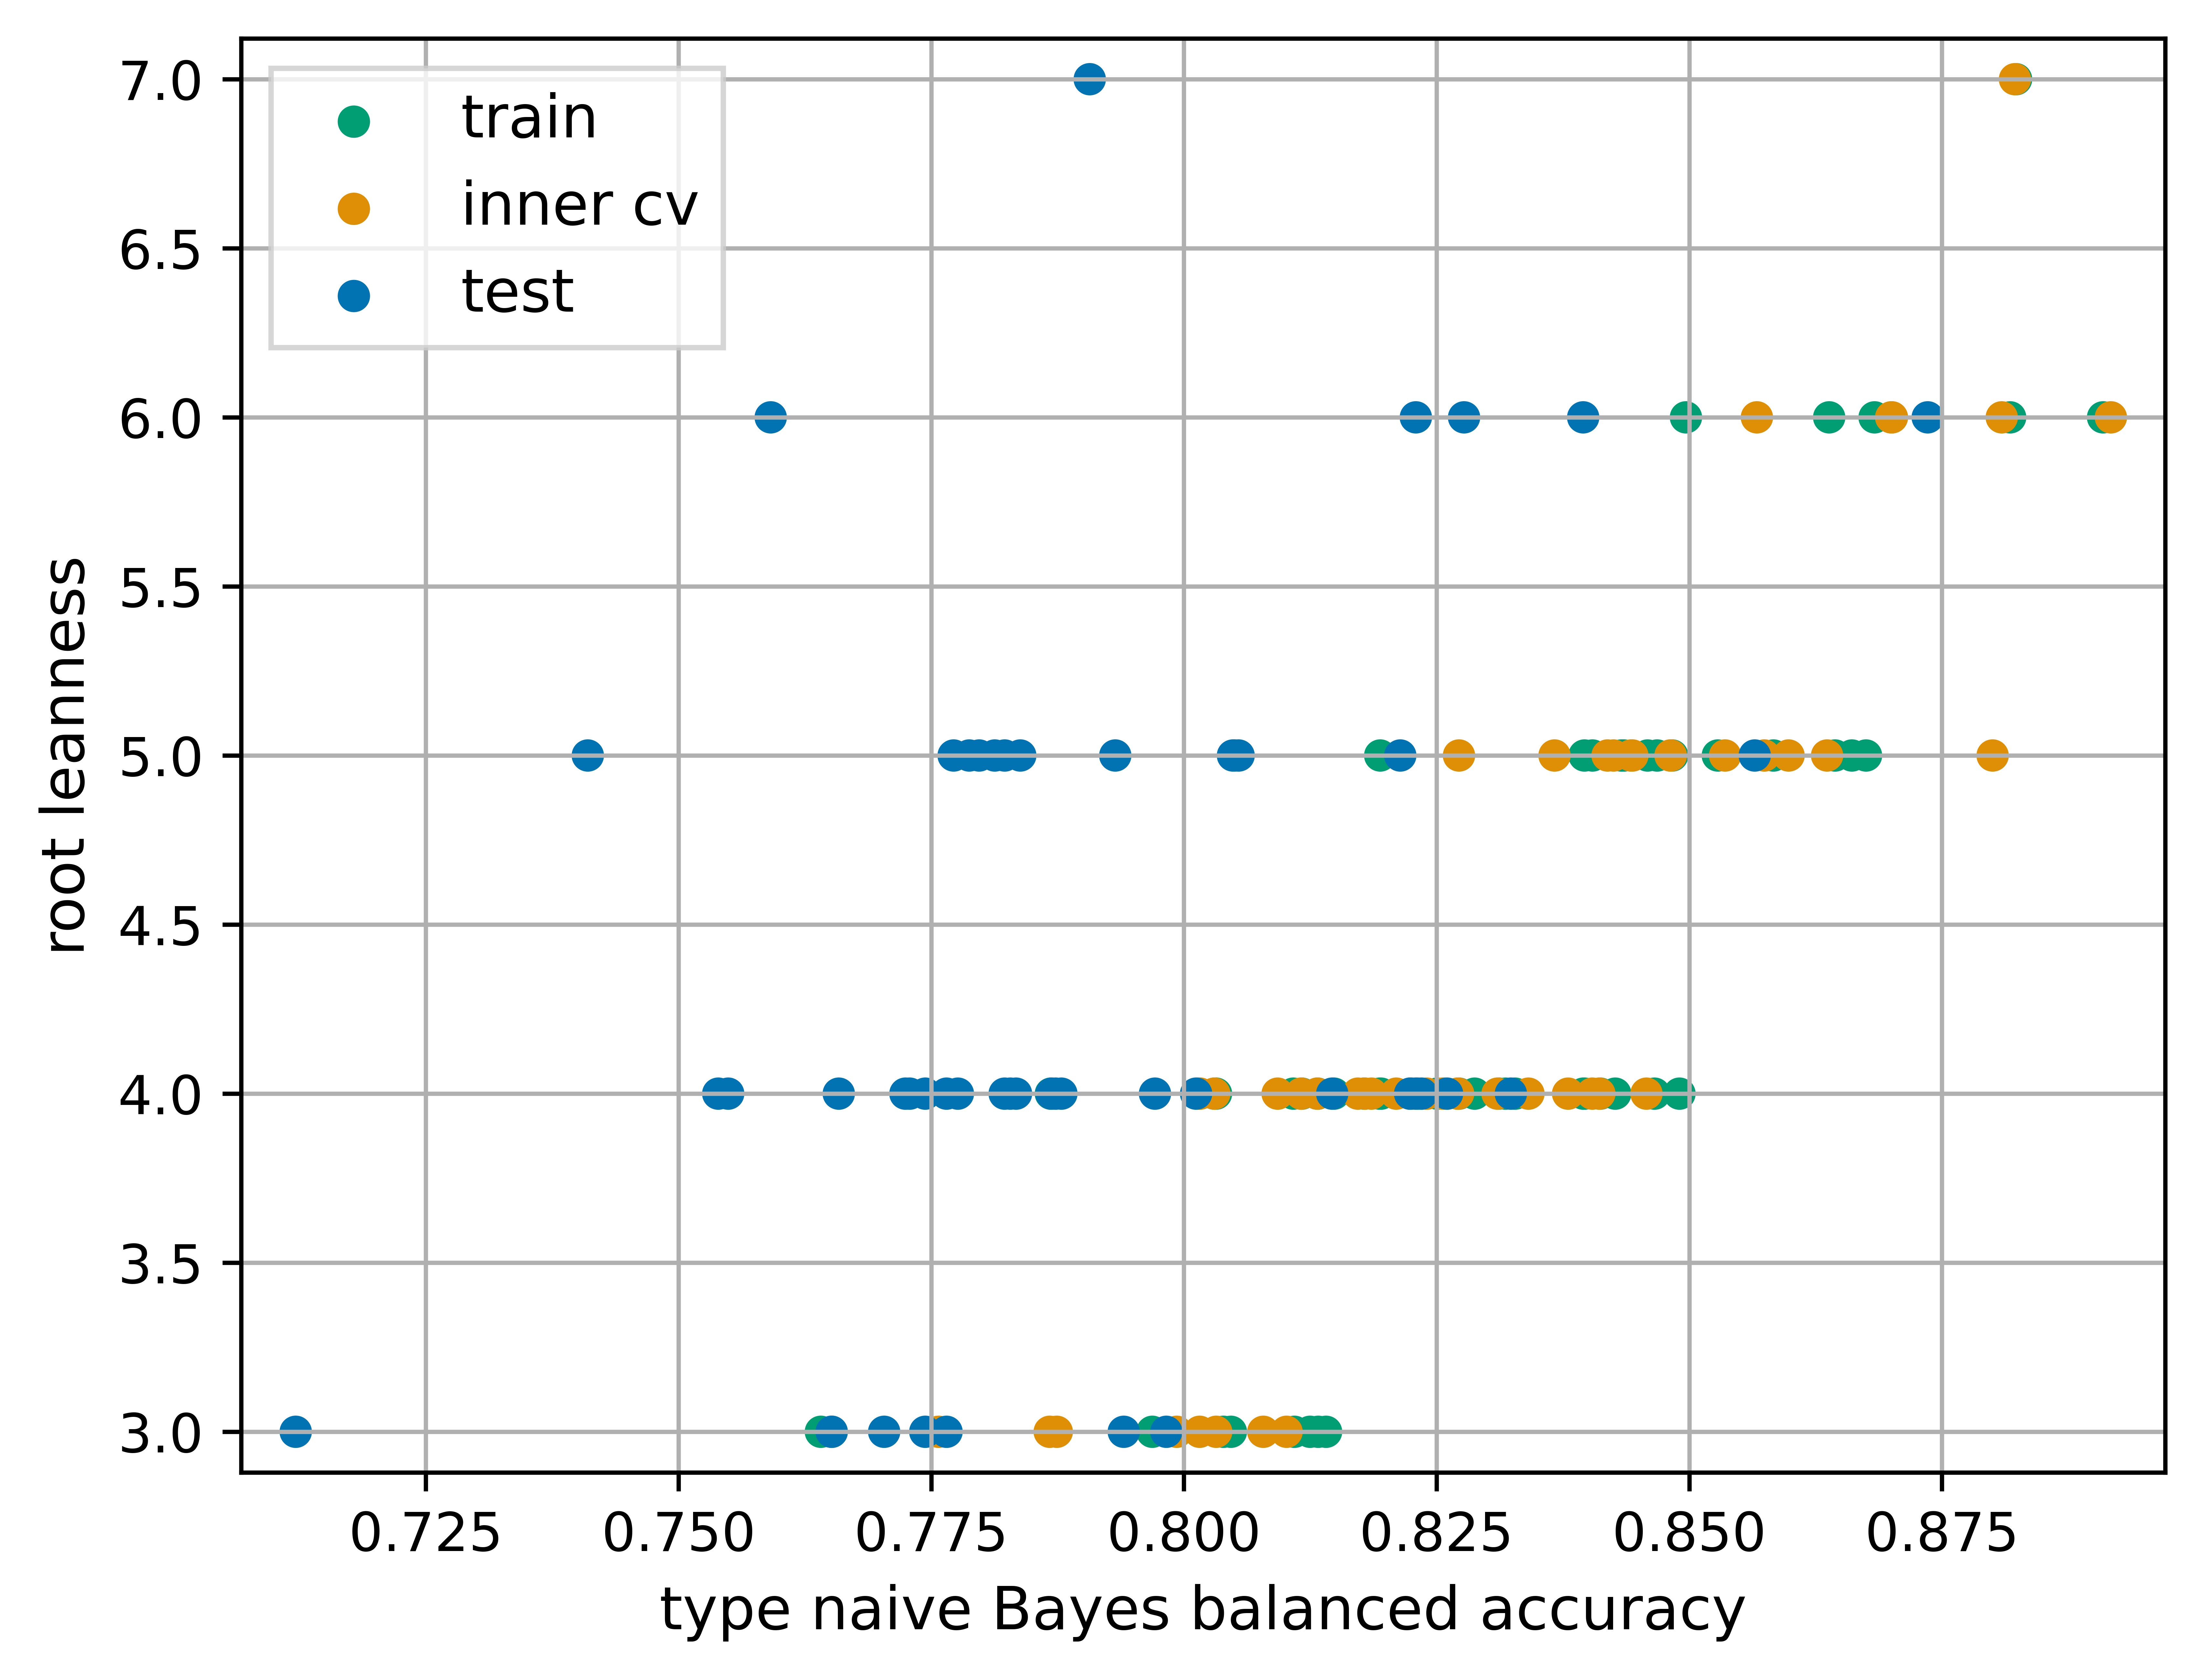 7.0
6.5
6.0
5.5
5.0
4.5
4.0
3.5
3.0
root leanness
train
inner cv
test
0.725 0.750 0.775 0.800 0.825 0.850 0.875
type naive Bayes balanced accuracy